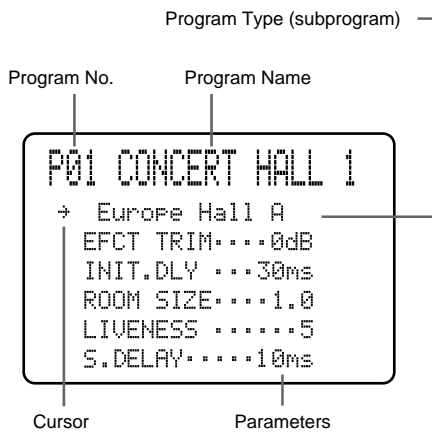 Program Type (subprogram)
Program No. Program Name
P01 CONCERT HALL 1
→ Europe Hall A
EFCT TRIM····0dB
INIT.DLY ···30ms
ROOM SIZE····1.0
LIVENESS ······5
S.DELAY·····10ms
Cursor Parameters